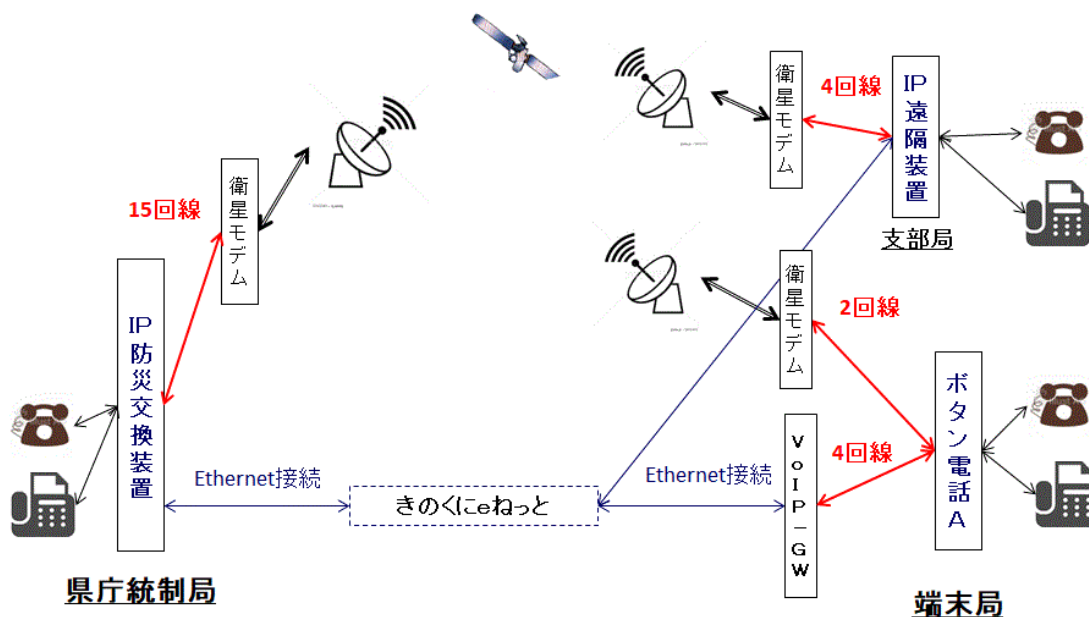 衛星モデム
4回線
IP遠隔装置
支部局
衛星モデム
15回線
衛星モデム
2回線
IP防災交換装置
ボタン電話A
VoIP-GW
4回線
Ethernet接続
きのくにeねっと
Ethernet接続
県庁統制局
端末局